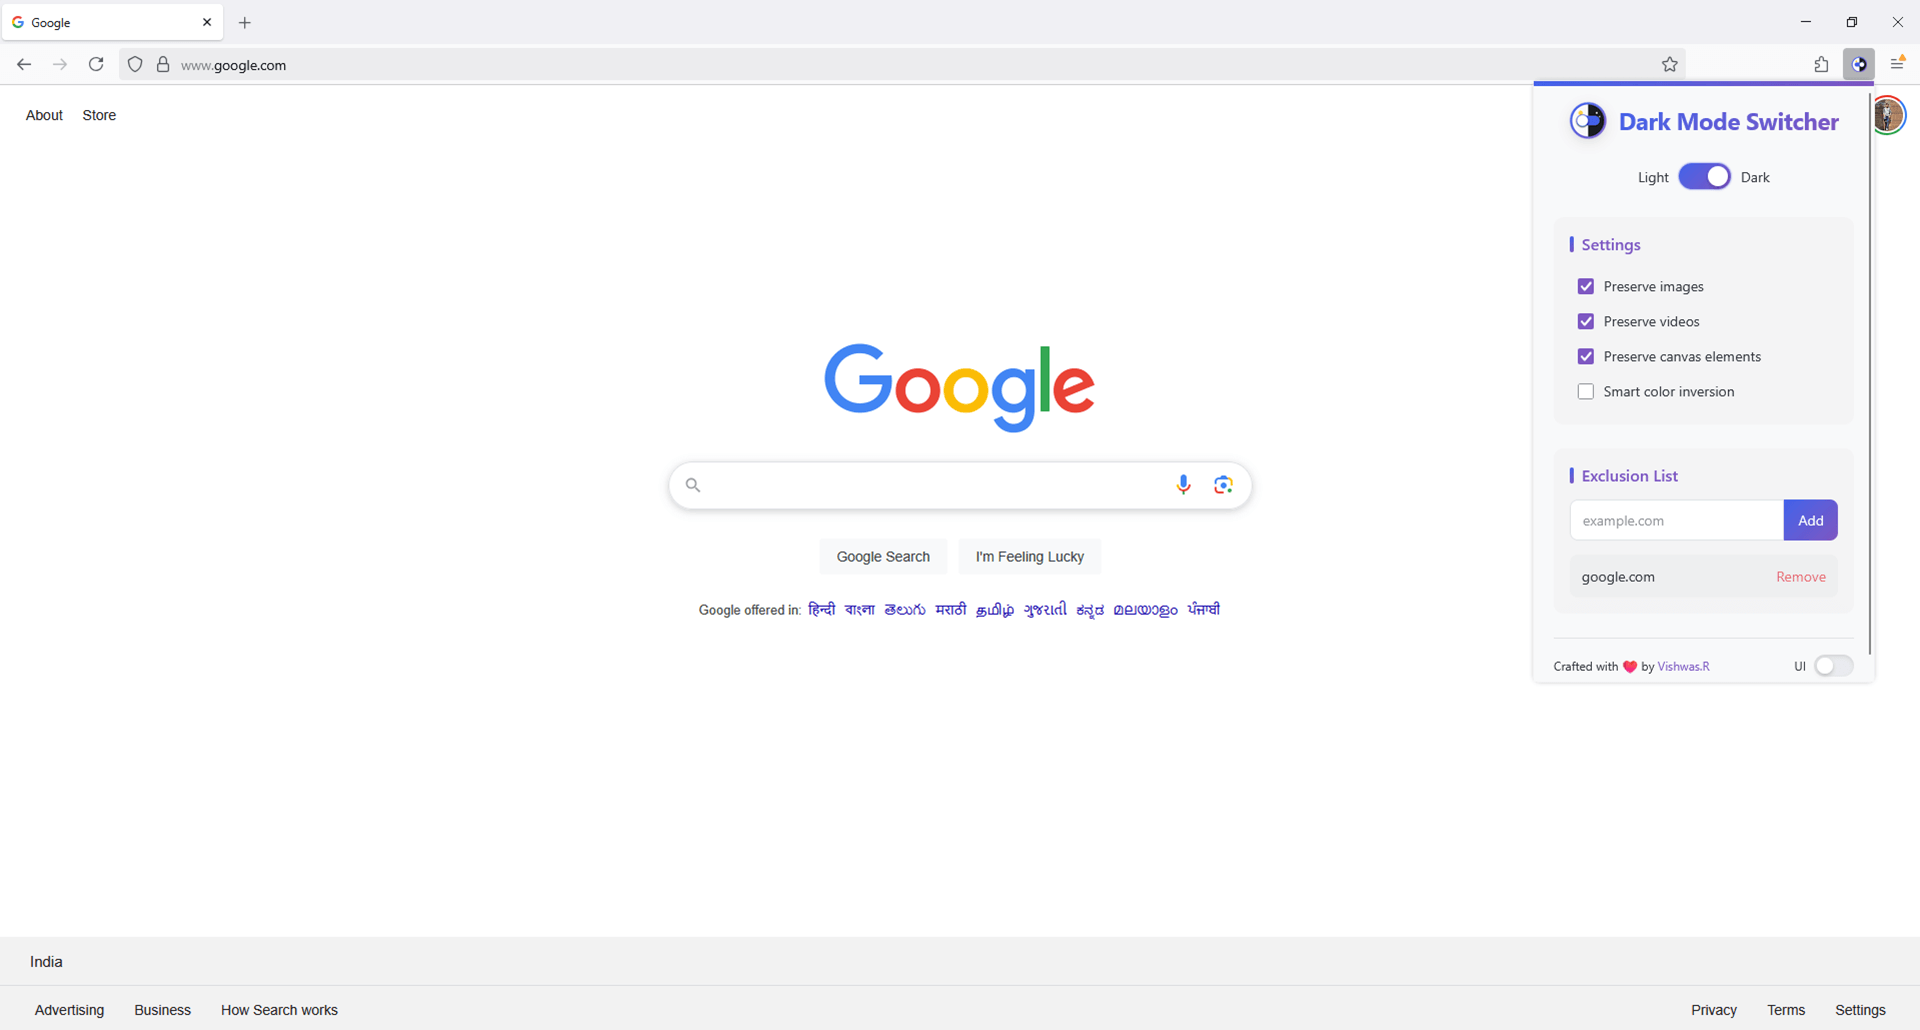 Google
www.google.com
About Store
Dark Mode Switcher
Light Dark
Settings
Preserve images
Preserve videos
Preserve canvas elements
Smart color inversion
Exclusion List
example.com Add
google.com Remove
Crafted with ❤️ by Vishwas.R UI
Google
Google Search I'm Feeling Lucky
Google offered in: हिन्दी বাংলা తెలుగు मराठी தமிழ் ગુજરાતી ಕನ್ನಡ മലയാളം ਪੰਜਾਬੀ
India
Advertising Business How Search works Privacy Terms Settings